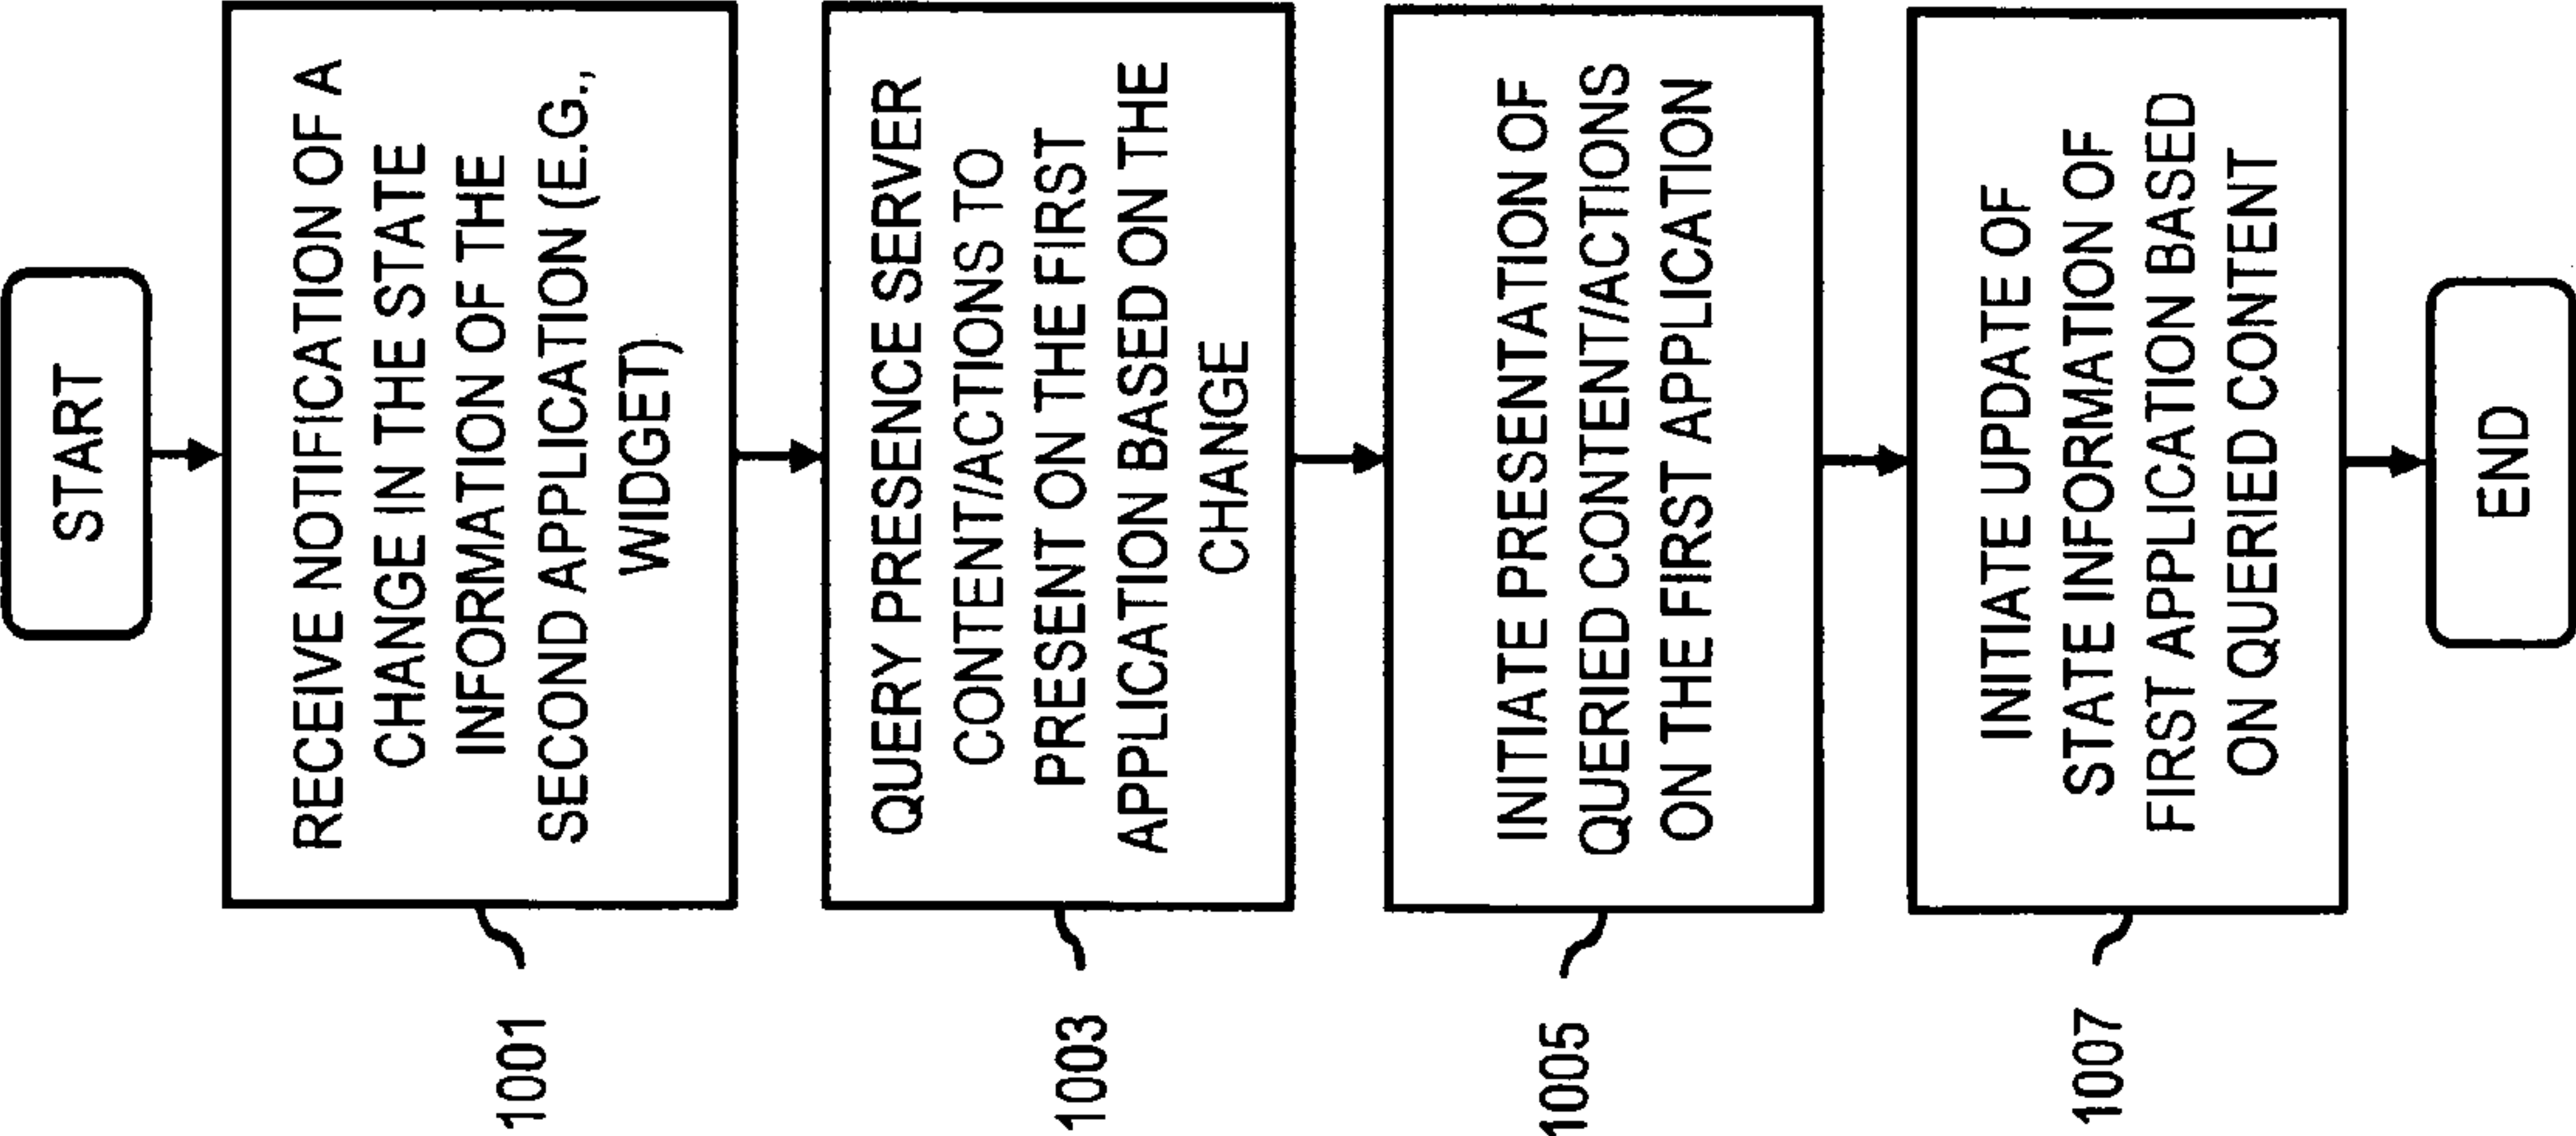 START
RECEIVE NOTIFICATION OF A
CHANGE IN THE STATE
INFORMATION OF THE
SECOND APPLICATION (E.G.,
WIDGET)
1001
QUERY PRESENCE SERVER
CONTENT/ACTIONS TO
PRESENT ON THE FIRST
APPLICATION BASED ON THE
CHANGE
1003
INITIATE PRESENTATION OF
QUERIED CONTENT/ACTIONS
ON THE FIRST APPLICATION
1005
INITIATE UPDATE OF
STATE INFORMATION OF
FIRST APPLICATION BASED
ON QUERIED CONTENT
1007
END